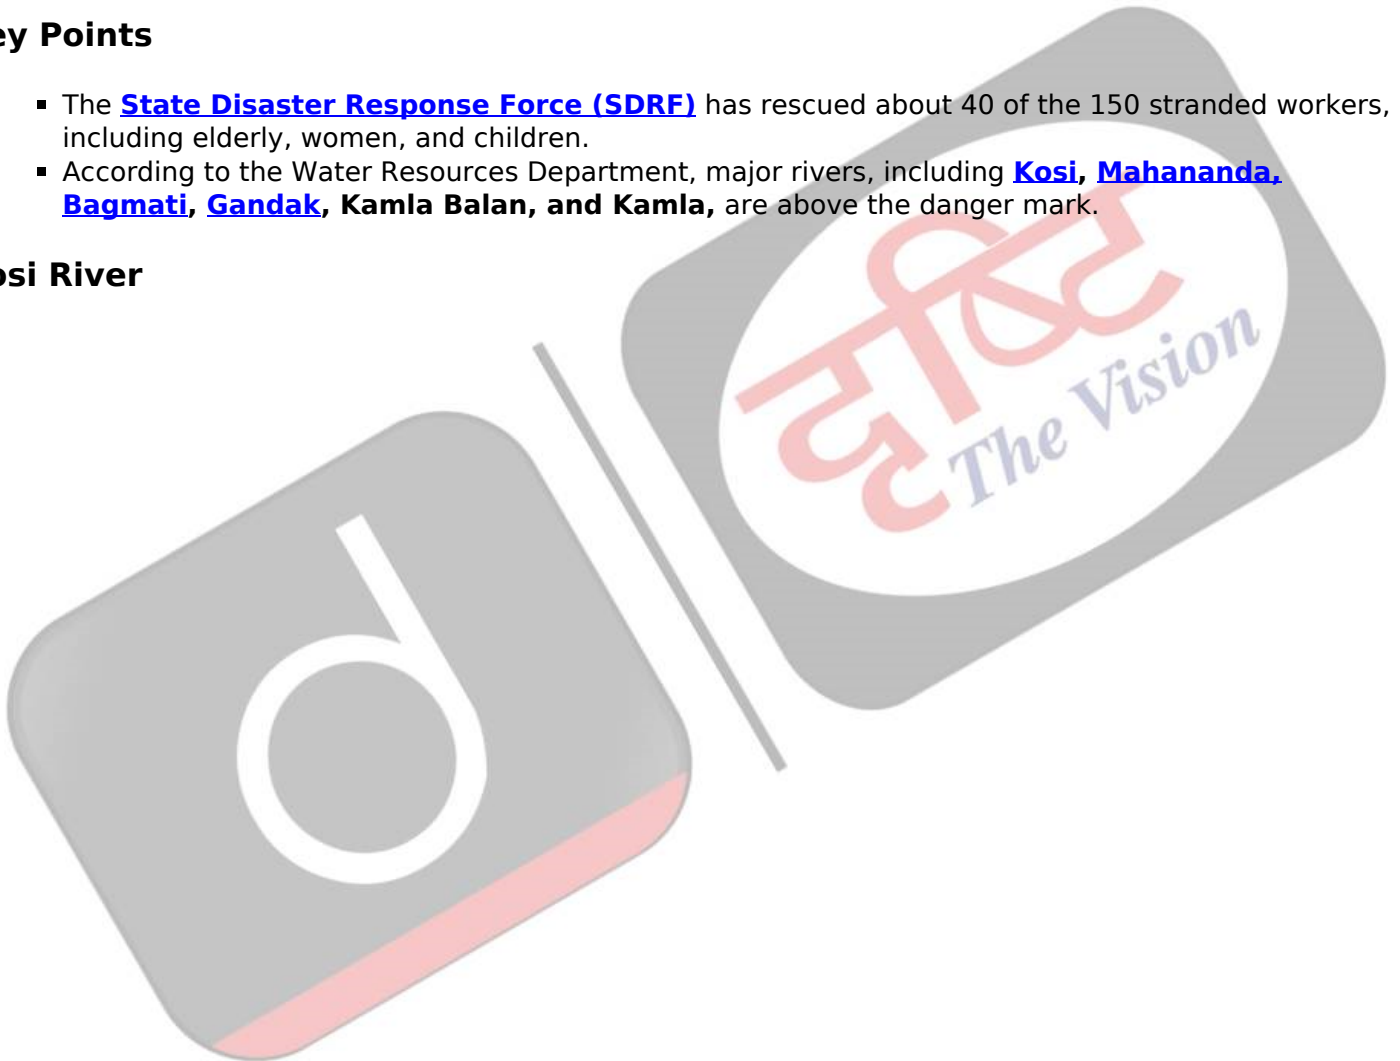 ey Points
▪ The State Disaster Response Force (SDRF) has rescued about 40 of the 150 stranded workers,
including elderly, women, and children.
▪ According to the Water Resources Department, major rivers, including Kosi, Mahananda,
Bagmati, Gandak, Kamla Balan, and Kamla, are above the danger mark.
osi River
दृष्टि
The Vision
d